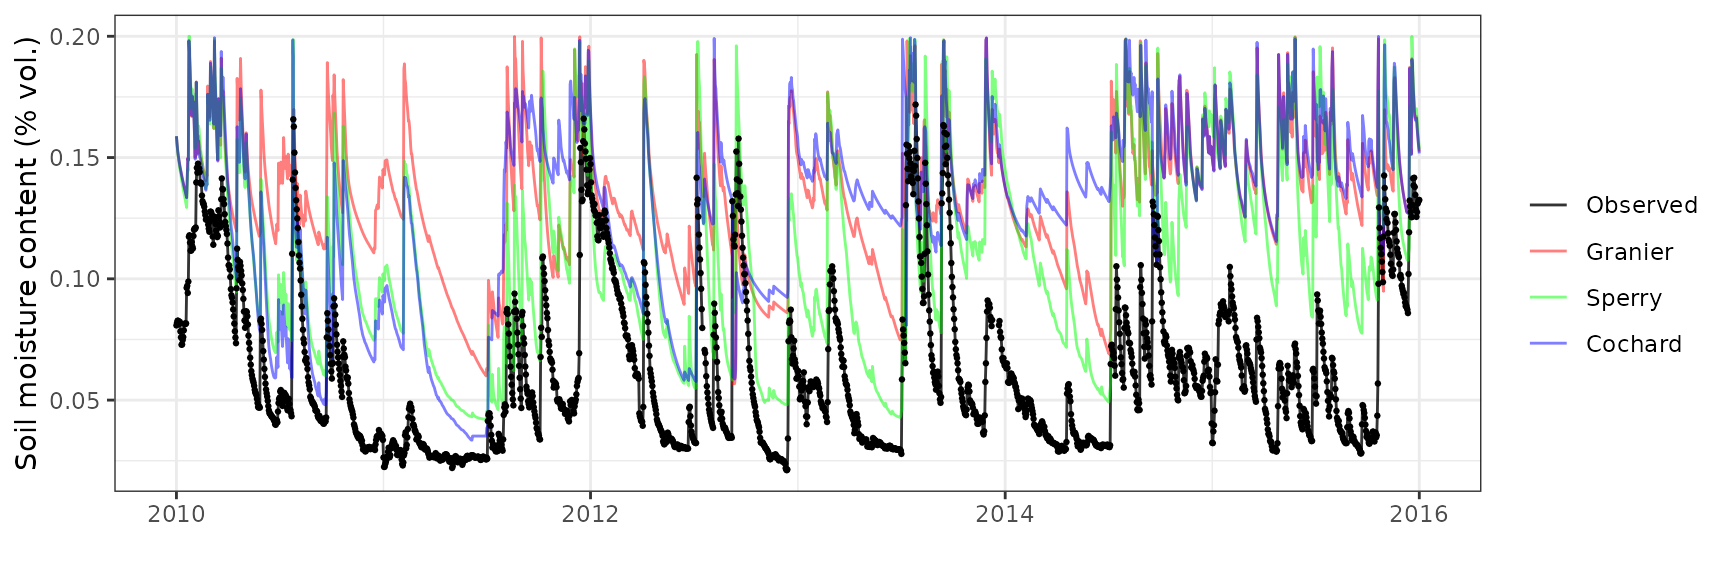 Soil moisture content (% vol.)
0.20
0.15
0.10
0.05
2010
2012
2014
2016
Observed
Granier
Sperry
Cochard